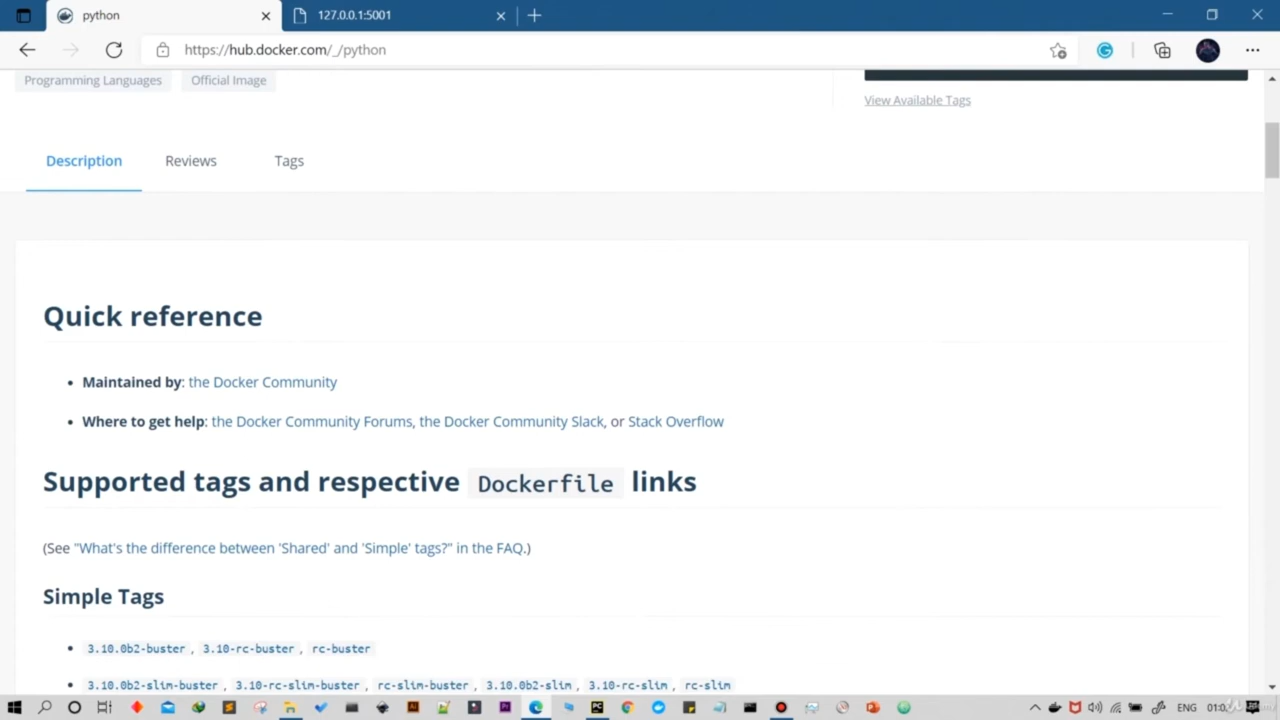 python
127.0.0.1:5001
https://hub.docker.com/_/python
Programming Languages
Official Image
View Available Tags
Description
Reviews
Tags
Quick reference
• Maintained by: the Docker Community
• Where to get help: the Docker Community Forums, the Docker Community Slack, or Stack Overflow
Supported tags and respective Dockerfile links
(See "What's the difference between 'Shared' and 'Simple' tags?" in the FAQ.)
Simple Tags
• 3.10.0b2-buster, 3.10-rc-buster, rc-buster
• 3.10.0b2-slim-buster, 3.10-rc-slim-buster, rc-slim-buster, 3.10.0b2-slim, 3.10-rc-slim, rc-slim
ENG